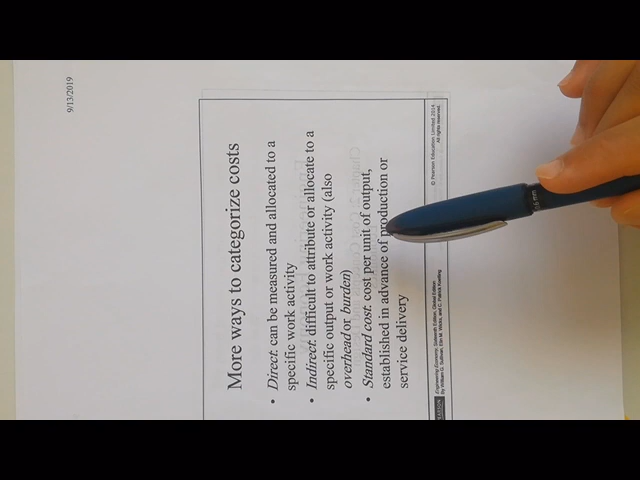 9/13/2019
More ways to categorize costs
• Direct: can be measured and allocated to a
specific work activity
• Indirect: difficult to attribute or allocate to a
specific output or work activity (also
overhead or burden)
• Standard cost: cost per unit of output,
established in advance of production or
service delivery
Engineering Economy, Sixteenth Edition, Global Edition
By William G. Sullivan, Elin M. Wicks, and C. Patrick Koelling
© Pearson Education Limited 2014.
All rights reserved.